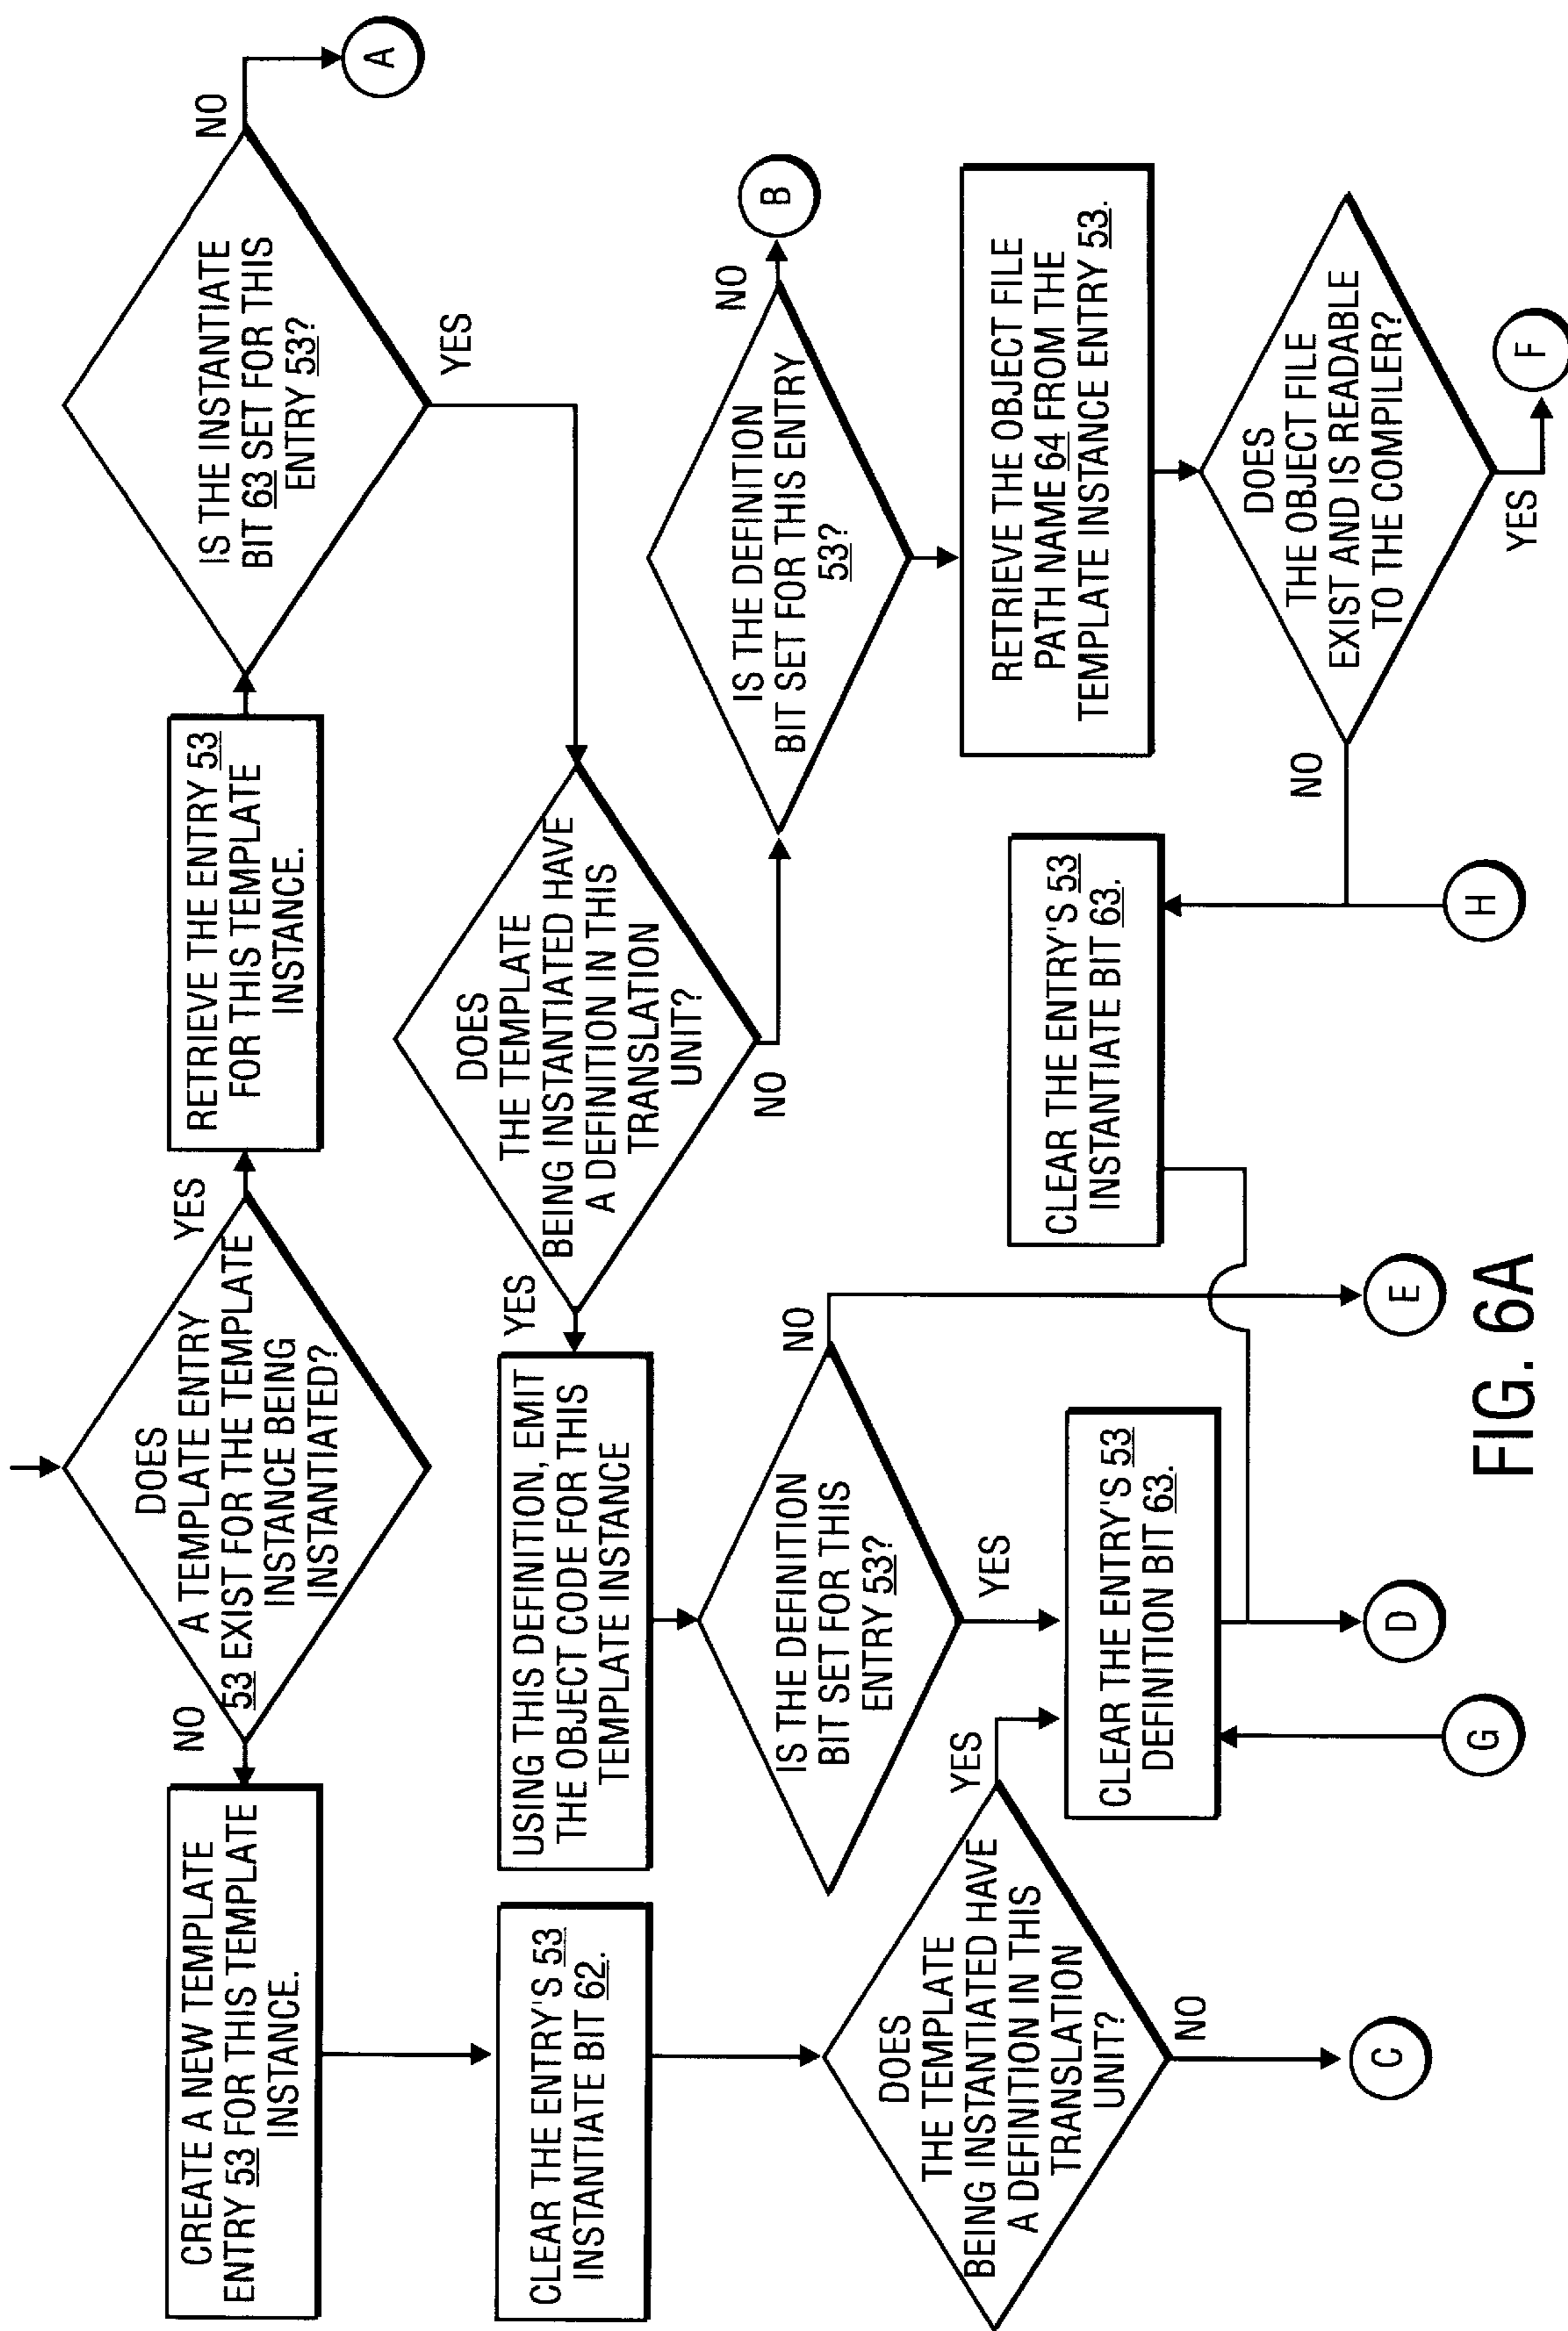 DOES
A TEMPLATE ENTRY
53 EXIST FOR THE TEMPLATE
INSTANCE BEING
INSTANTIATED?
NO
YES
CREATE A NEW TEMPLATE
ENTRY 53 FOR THIS TEMPLATE
INSTANCE.
RETRIEVE THE ENTRY 53
FOR THIS TEMPLATE
INSTANCE.
IS THE INSTANTIATE
BIT 63 SET FOR THIS
ENTRY 53?
NO
A
YES
CLEAR THE ENTRY'S 53
INSTANTIATE BIT 62.
USING THIS DEFINITION, EMIT
THE OBJECT CODE FOR THIS
TEMPLATE INSTANCE
YES
DOES
THE TEMPLATE
BEING INSTANTIATED HAVE
A DEFINITION IN THIS
TRANSLATION
UNIT?
NO
IS THE DEFINITION
BIT SET FOR THIS ENTRY
53?
NO
B
DOES
THE TEMPLATE
BEING INSTANTIATED HAVE
A DEFINITION IN THIS
TRANSLATION
UNIT?
YES
NO
C
IS THE DEFINITION
BIT SET FOR THIS
ENTRY 53?
NO
YES
E
RETRIEVE THE OBJECT FILE
PATH NAME 64 FROM THE
TEMPLATE INSTANCE ENTRY 53.
CLEAR THE ENTRY'S 53
DEFINITION BIT 63.
G
D
CLEAR THE ENTRY'S 53
INSTANTIATE BIT 63.
H
NO
DOES
THE OBJECT FILE
EXIST AND IS READABLE
TO THE COMPILER?
YES
F
FIG. 6A